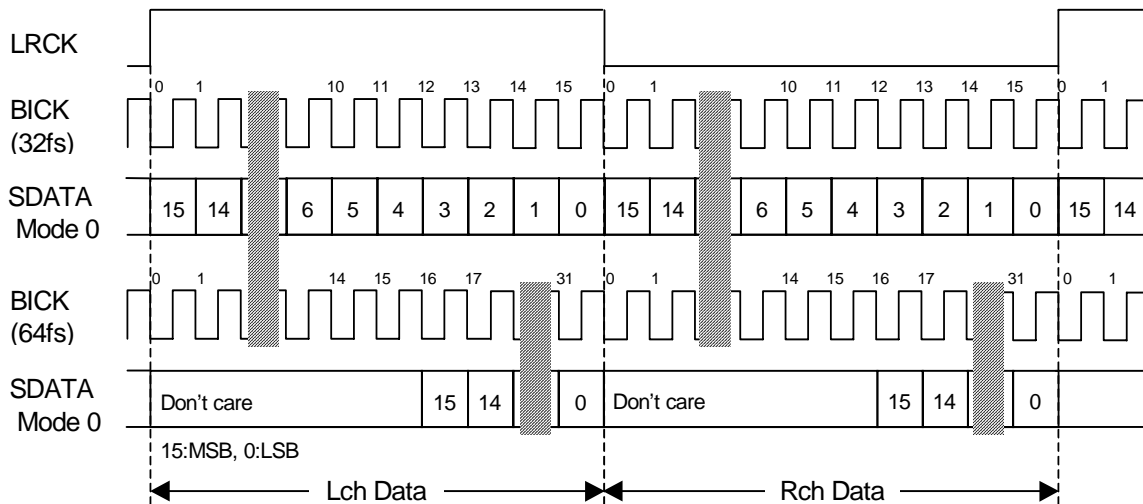 LRCK
0 1 10 11 12 13 14 15 0 1 10 11 12 13 14 15 0 1
BICK
(32fs)
SDATA
Mode 0
15 14 6 5 4 3 2 1 0 15 14 6 5 4 3 2 1 0 15 14
0 1 14 15 16 17 31 0 1 14 15 16 17 31 0 1
BICK
(64fs)
SDATA
Mode 0
Don't care 15 14 0 Don't care 15 14 0
15:MSB, 0:LSB
Lch Data Rch Data